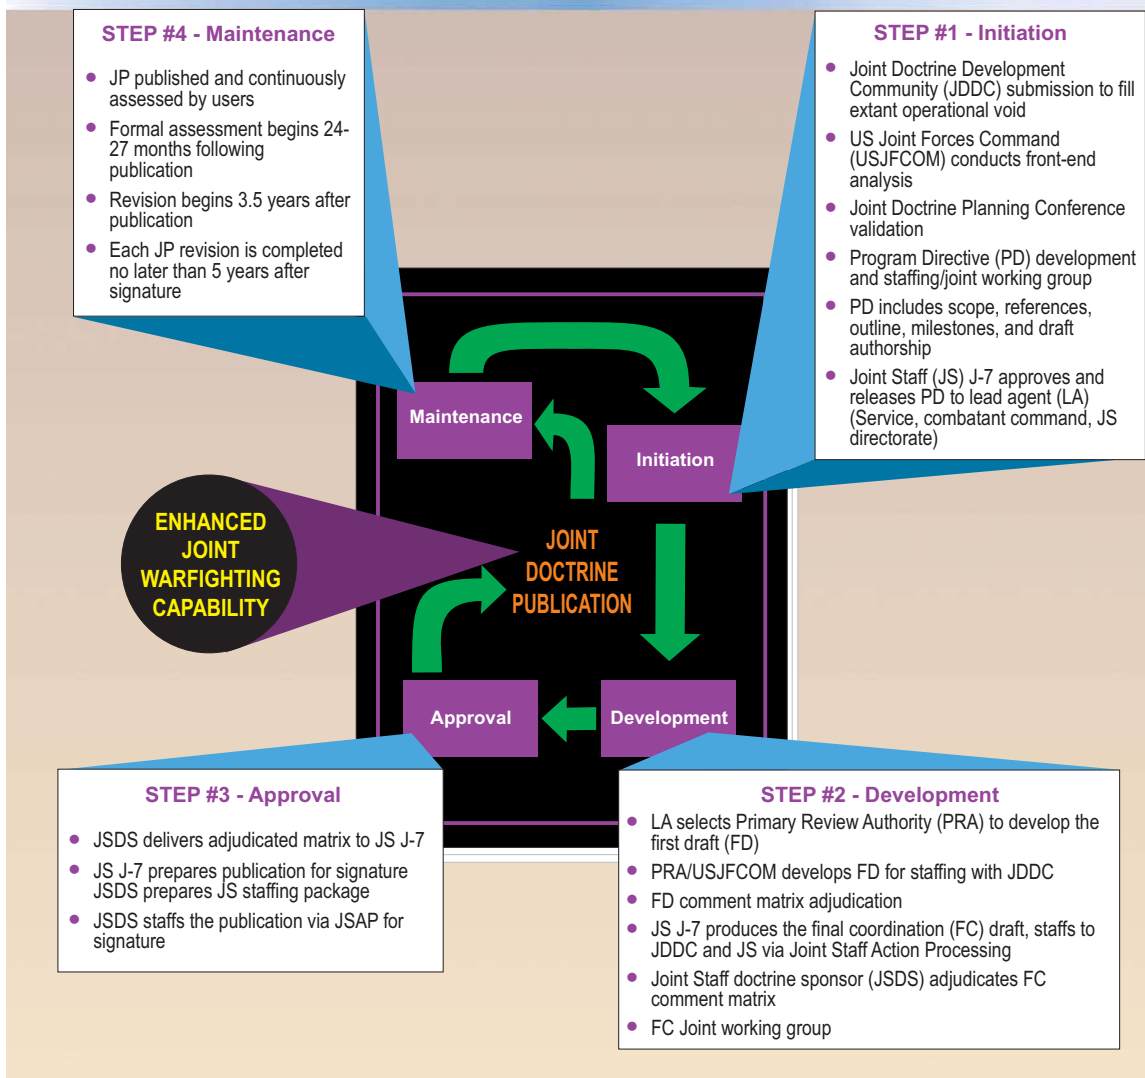 STEP #4 - Maintenance
● JP published and continuously
assessed by users
● Formal assessment begins 24-
27 months following
publication
● Revision begins 3.5 years after
publication
● Each JP revision is completed
no later than 5 years after
signature
STEP #1 - Initiation
● Joint Doctrine Development
Community (JDDC) submission to fill
extant operational void
● US Joint Forces Command
(USJFCOM) conducts front-end
analysis
● Joint Doctrine Planning Conference
validation
● Program Directive (PD) development
and staffing/joint working group
● PD includes scope, references,
outline, milestones, and draft
authorship
● Joint Staff (JS) J-7 approves and
releases PD to lead agent (LA)
(Service, combatant command, JS
directorate)
Maintenance
Initiation
ENHANCED
JOINT
WARFIGHTING
CAPABILITY
JOINT
DOCTRINE
PUBLICATION
Approval
Development
STEP #3 - Approval
● JSDS delivers adjudicated matrix to JS J-7
● JS J-7 prepares publication for signature
JSDS prepares JS staffing package
● JSDS staffs the publication via JSAP for
signature
STEP #2 - Development
● LA selects Primary Review Authority (PRA) to develop the
first draft (FD)
● PRA/USJFCOM develops FD for staffing with JDDC
● FD comment matrix adjudication
● JS J-7 produces the final coordination (FC) draft, staffs to
JDDC and JS via Joint Staff Action Processing
● Joint Staff doctrine sponsor (JSDS) adjudicates FC
comment matrix
● FC Joint working group